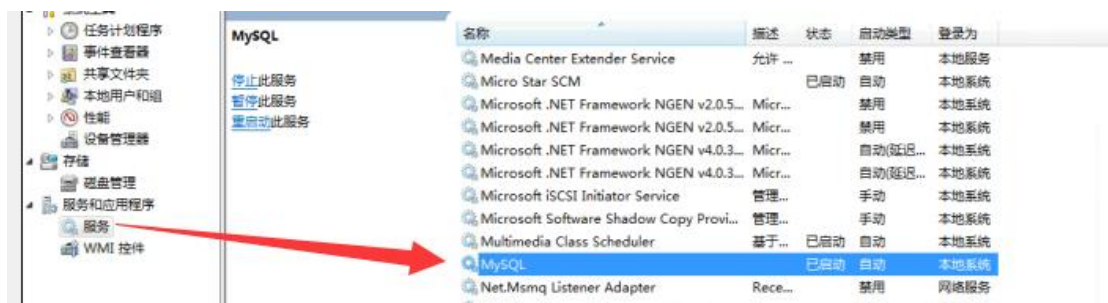 任务计划程序
事件查看器
共享文件夹
本地用户和组
性能
设备管理器
存储
磁盘管理
服务和应用程序
服务
WMI 控件
MySQL
停止此服务
暂停此服务
重启动此服务
名称 描述 状态 启动类型 登录为
Media Center Extender Service 允许 ... 禁用 本地服务
Micro Star SCM 已启动 自动 本地系统
Microsoft .NET Framework NGEN v2.0.5... Micr... 禁用 本地系统
Microsoft .NET Framework NGEN v2.0.5... Micr... 禁用 本地系统
Microsoft .NET Framework NGEN v4.0.3... Micr... 自动(延迟... 本地系统
Microsoft .NET Framework NGEN v4.0.3... Micr... 自动(延迟... 本地系统
Microsoft iSCSI Initiator Service 管理... 手动 本地系统
Microsoft Software Shadow Copy Provi... 管理... 手动 本地系统
Multimedia Class Scheduler 基于... 已启动 自动 本地系统
MySQL 已启动 自动 本地系统
Net.Msmq Listener Adapter Rece... 禁用 网络服务